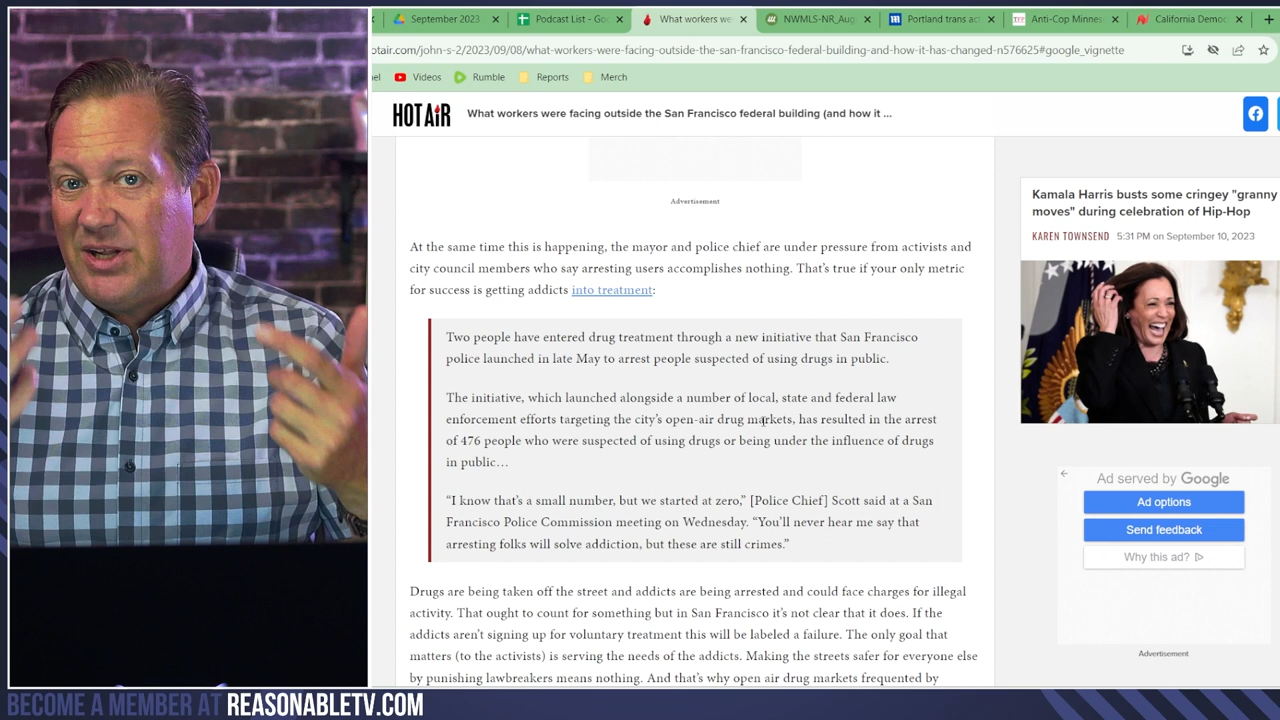 September 2023
Podcast List - Goo
What workers we
NWMLS-NR_Aug
Portland trans ac
Anti-Cop Minnes
California Democ
otair.com/john-s-2/2023/09/08/what-workers-were-facing-outside-the-san-francisco-federal-building-and-how-it-has-changed-n576625#google_vignette
nel Videos Rumble Reports Merch
HOT AIR What workers were facing outside the San Francisco federal building (and how it ...
Advertisement
At the same time this is happening, the mayor and police chief are under pressure from activists and
city council members who say arresting users accomplishes nothing. That's true if your only metric
for success is getting addicts into treatment:
Two people have entered drug treatment through a new initiative that San Francisco
police launched in late May to arrest people suspected of using drugs in public.
The initiative, which launched alongside a number of local, state and federal law
enforcement efforts targeting the city's open-air drug markets, has resulted in the arrest
of 476 people who were suspected of using drugs or being under the influence of drugs
in public…
“I know that's a small number, but we started at zero,” [Police Chief] Scott said at a San
Francisco Police Commission meeting on Wednesday. “You'll never hear me say that
arresting folks will solve addiction, but these are still crimes.”
Drugs are being taken off the street and addicts are being arrested and could face charges for illegal
activity. That ought to count for something but in San Francisco it's not clear that it does. If the
addicts aren't signing up for voluntary treatment this will be labeled a failure. The only goal that
matters (to the activists) is serving the needs of the addicts. Making the streets safer for everyone else
by punishing lawbreakers means nothing. And that's why open air drug markets frequented by
Kamala Harris busts some cringey "granny
moves" during celebration of Hip-Hop
KAREN TOWNSEND 5:31 PM on September 10, 2023
Ad served by Google
Ad options
Send feedback
Why this ad?
Advertisement
BECOME A MEMBER AT REASONABLETV.COM